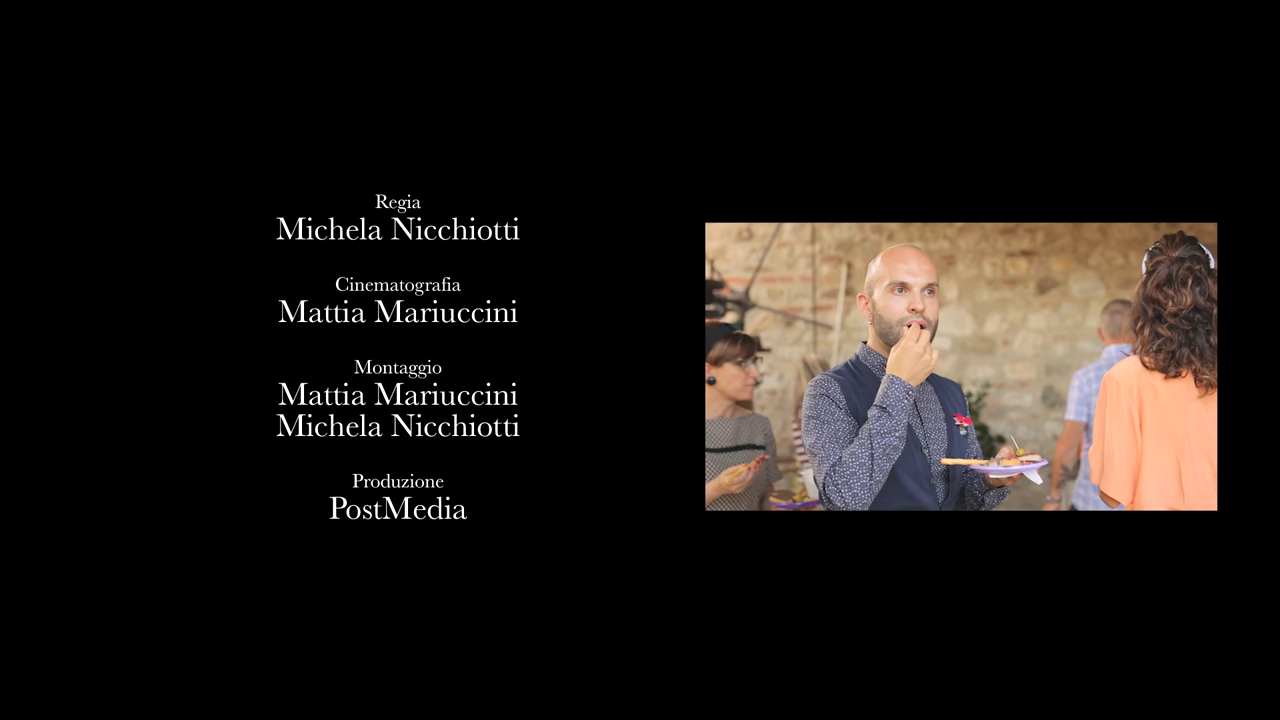 Regia
Michela Nicchiotti
Cinematografia
Mattia Mariuccini
Montaggio
Mattia Mariuccini
Michela Nicchiotti
Produzione
PostMedia